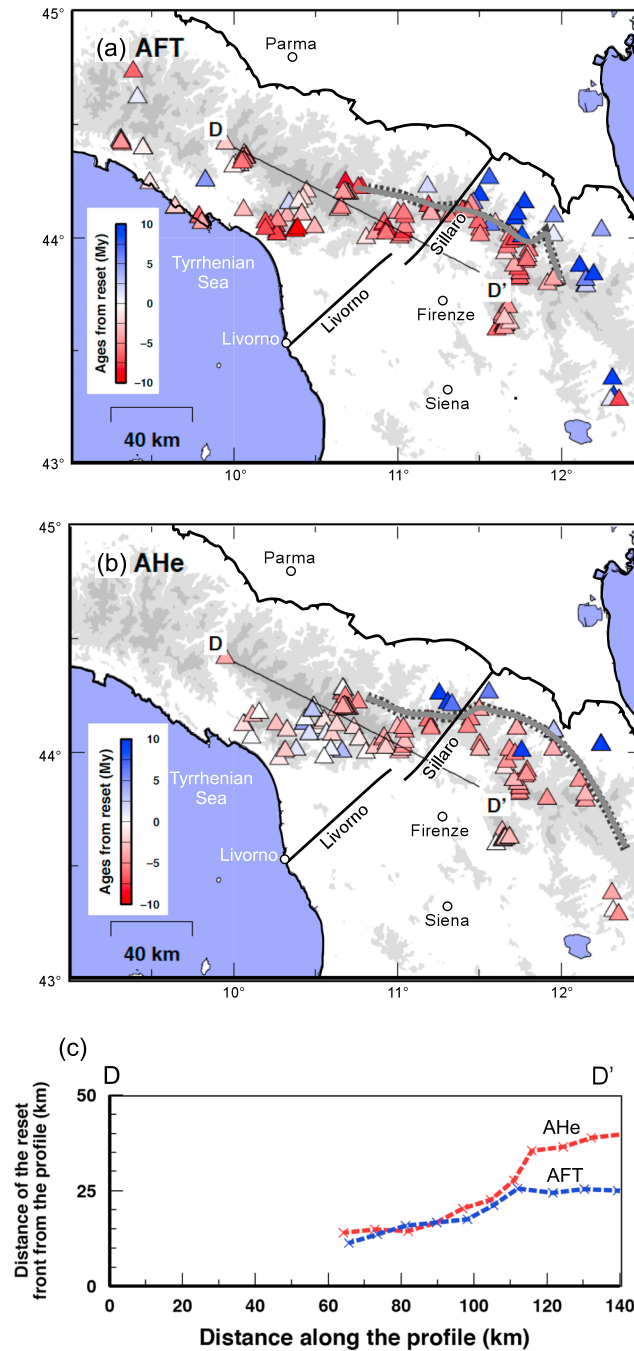 45°
(a) AFT
Parma
D
44°
10
5
0
−5
−10
Ages from reset (My)
Tyrrhenian
Sea
Sillaro
D’
Livorno
Firenze
Livorno
Siena
40 km
43°
10°
11°
12°
45°
(b) AHe
Parma
D
44°
10
5
0
−5
−10
Ages from reset (My)
Tyrrhenian
Sea
Sillaro
D’
Livorno
Firenze
Livorno
Siena
40 km
43°
10°
11°
12°
(c)
D
D’
50
25
0
Distance of the reset
front from the profile (km)
AHe
AFT
0
20
40
60
80
100
120
140
Distance along the profile (km)